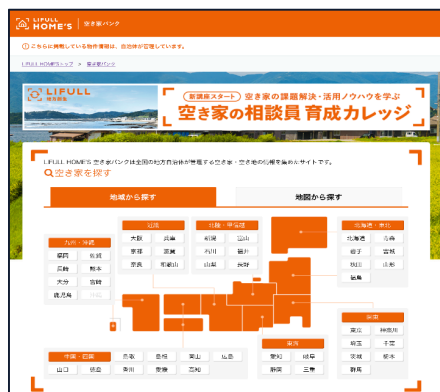 LIFULL HOME'S 空き家バンク
こちらに掲載している物件情報は、自治体が管理しています。
LIFULL HOME'Sトップ > 空き家バンク
LIFULL 地方創生
新講座スタート 空き家の課題解決・活用ノウハウを学ぶ
空き家の相談員 育成カレッジ
LIFULL HOME'S 空き家バンクは全国の地方自治体が管理する空き家・空き地の情報を集めたサイトです。
空き家を探す
地域から探す 地図から探す
近畿
大阪 兵庫
京都 滋賀
奈良 和歌山
北陸・甲信越
新潟 富山
石川 福井
山梨 長野
北海道・東北
北海道 青森
岩手 宮城
秋田 山形
福島
九州・沖縄
福岡 佐賀
長崎 熊本
大分 宮崎
鹿児島 沖縄
関東
東京 神奈川
埼玉 千葉
茨城 栃木
群馬
東海
愛知 岐阜
静岡 三重
中国・四国 鳥取 島根 岡山 広島
山口 徳島 香川 愛媛 高知